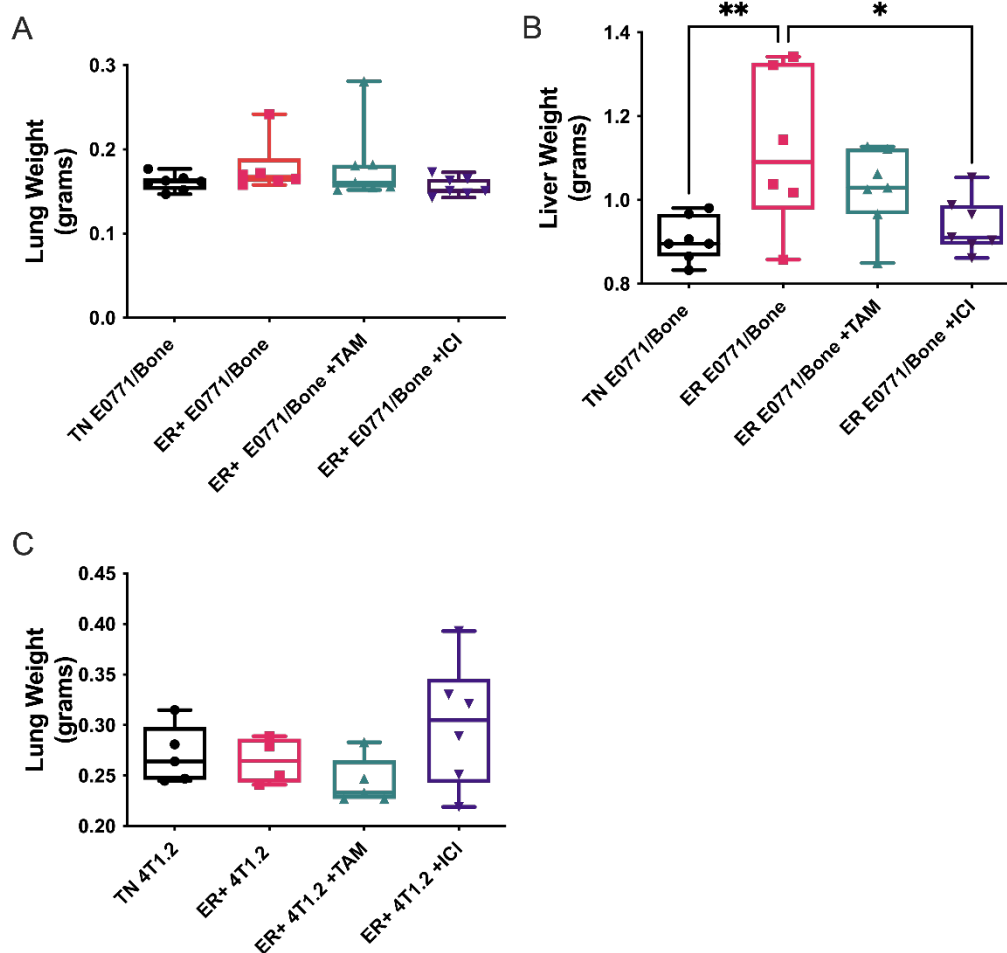 A
Lung Weight
(grams)
0.3
0.2
0.1
0.0
TN E0771/Bone
ER+ E0771/Bone
ER+ E0771/Bone +TAM
ER+ E0771/Bone +ICI
B
**
*
Liver Weight
(grams)
1.4
1.2
1.0
0.8
TN E0771/Bone
ER E0771/Bone
ER E0771/Bone +TAM
ER E0771/Bone +ICI
C
Lung Weight
(grams)
0.45
0.40
0.35
0.30
0.25
0.20
TN 4T1.2
ER+ 4T1.2
ER+ 4T1.2 +TAM
ER+ 4T1.2 +ICI